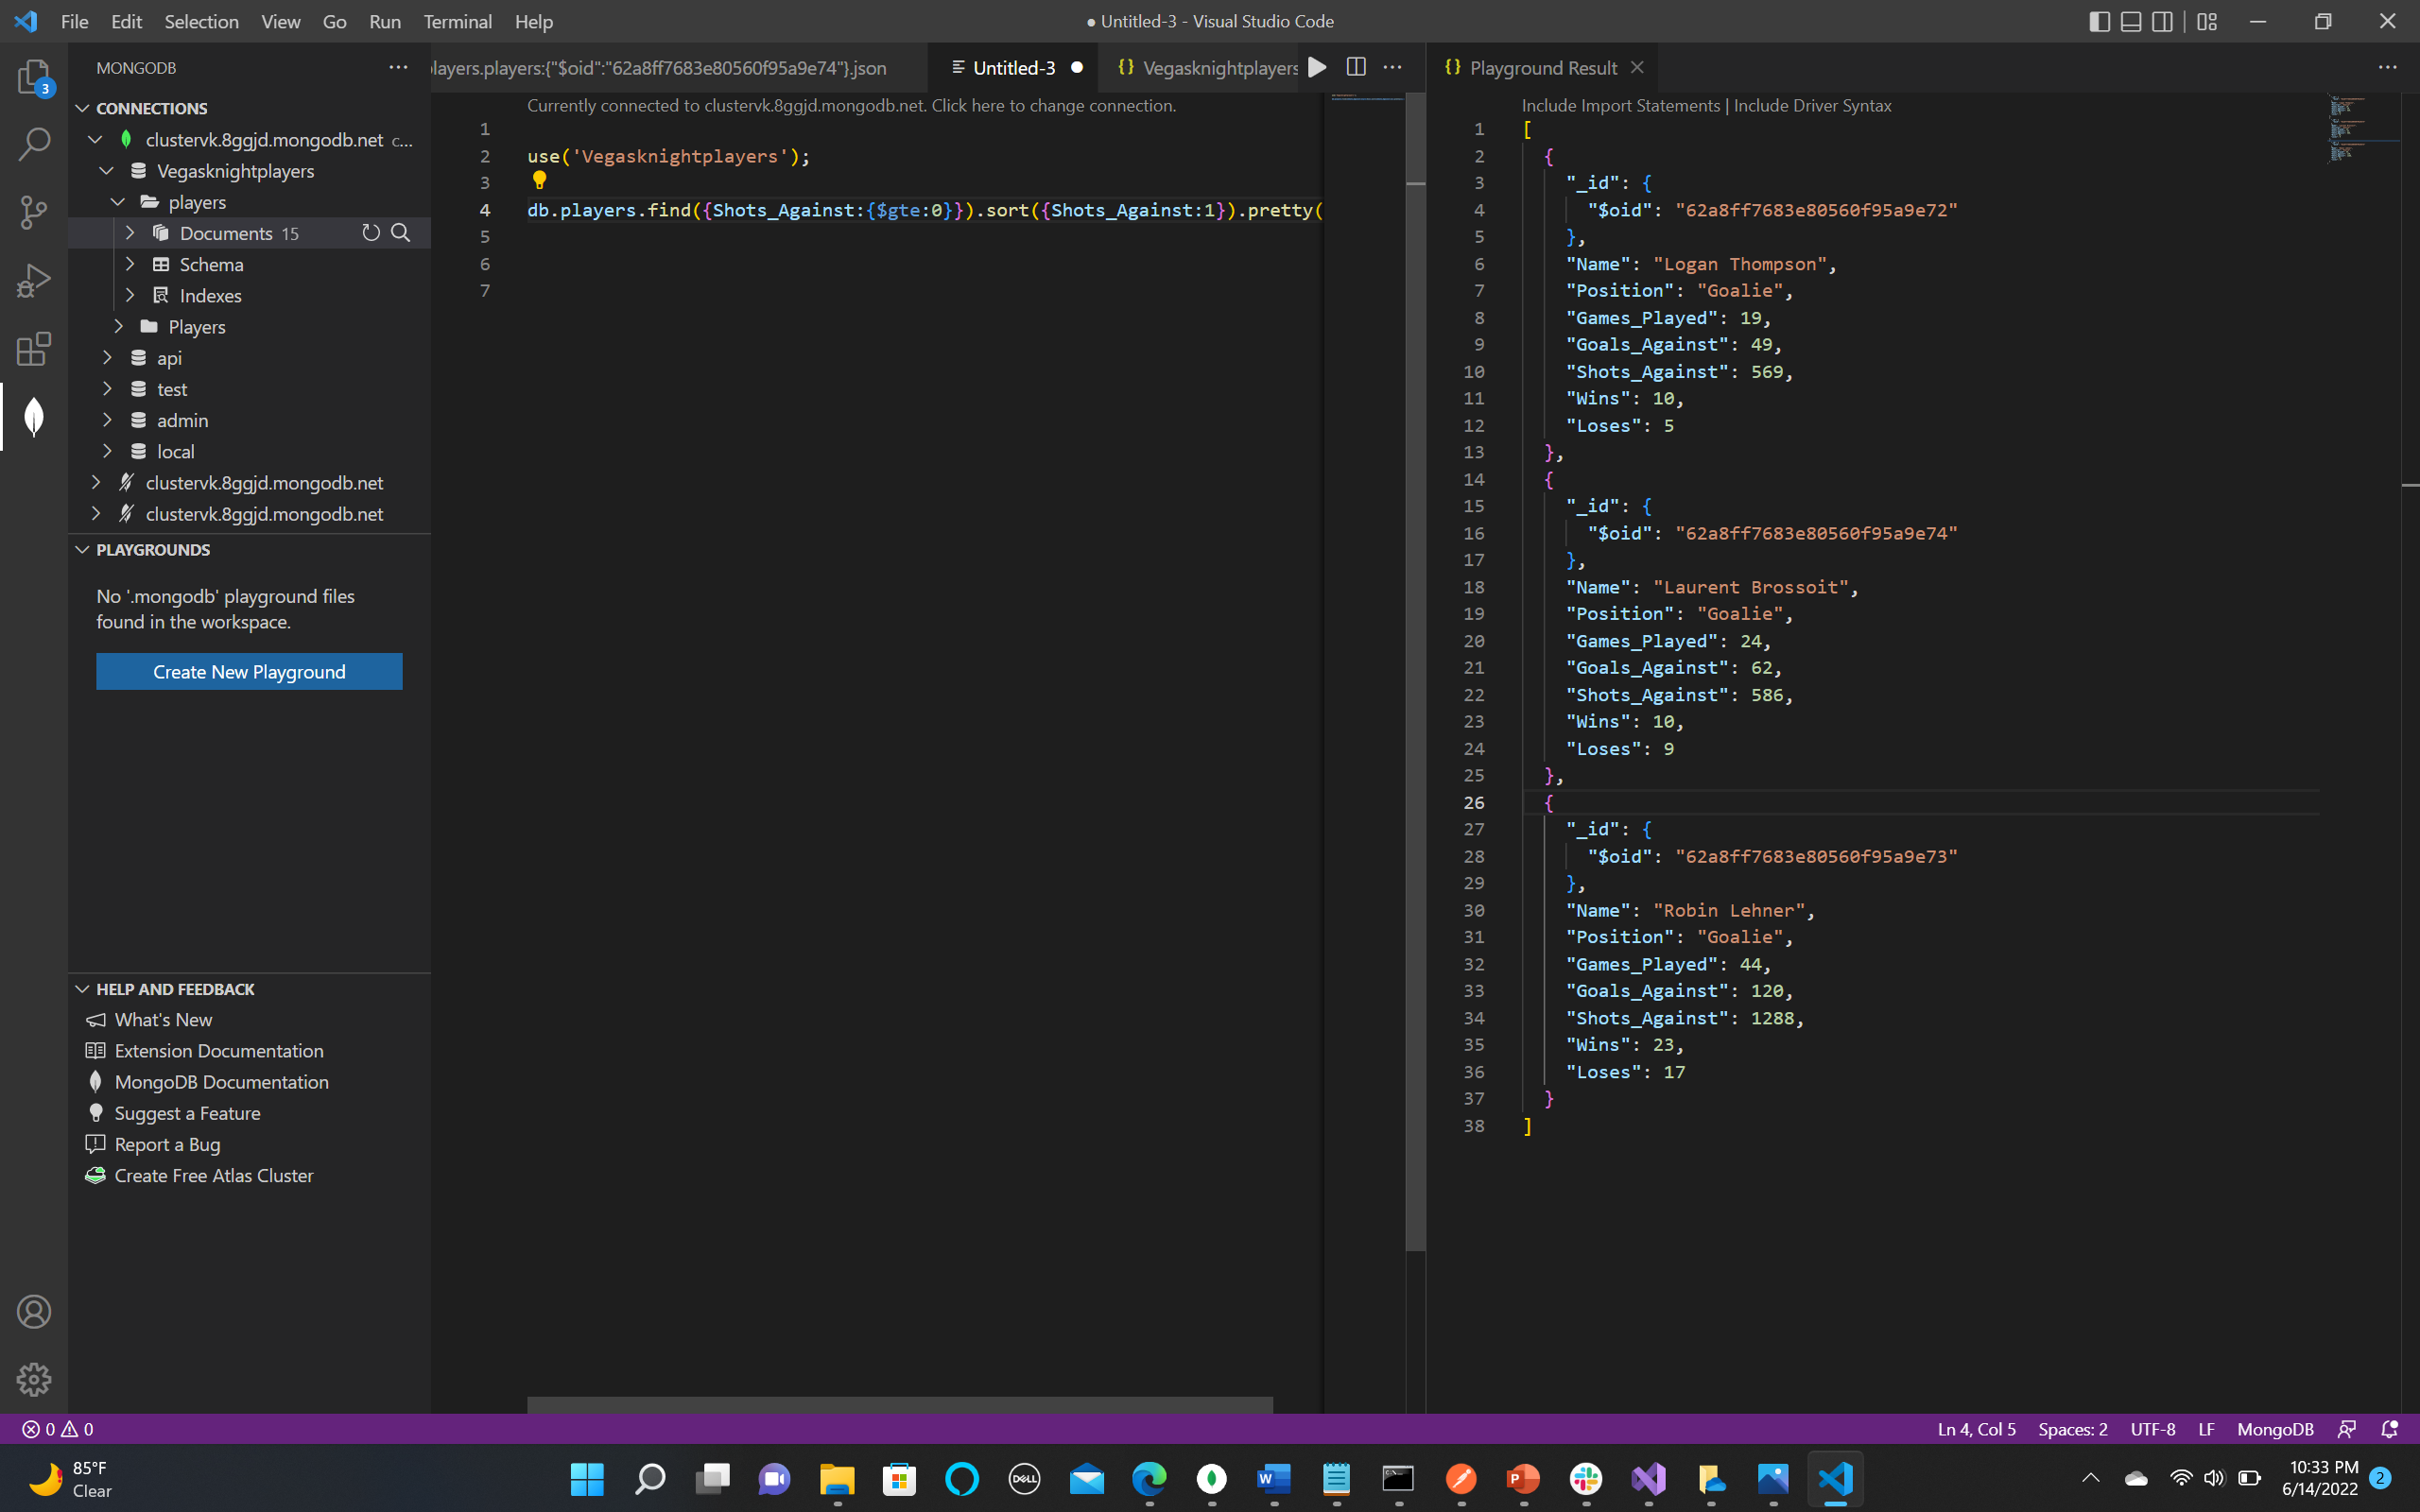 File Edit Selection View Go Run Terminal Help
● Untitled-3 - Visual Studio Code
3
MONGODB
CONNECTIONS
clustervk.8ggjd.mongodb.net c...
Vegasknightplayers
players
Documents 15
Schema
Indexes
Players
api
test
admin
local
clustervk.8ggjd.mongodb.net
clustervk.8ggjd.mongodb.net
PLAYGROUNDS
No '.mongodb' playground files
found in the workspace.
Create New Playground
HELP AND FEEDBACK
What's New
Extension Documentation
MongoDB Documentation
Suggest a Feature
Report a Bug
Create Free Atlas Cluster
layers.players:{"$oid":"62a8ff7683e80560f95a9e74"}.json
Untitled-3
{} Vegasknightplayers
Currently connected to clustervk.8ggjd.mongodb.net. Click here to change connection.
1
2 use('Vegasknightplayers');
3
4 db.players.find({Shots_Against:{$gte:0}}).sort({Shots_Against:1}).pretty(
5
6
7
{} Playground Result
Include Import Statements | Include Driver Syntax
1 [
2 {
3 "_id": {
4 "$oid": "62a8ff7683e80560f95a9e72"
5 },
6 "Name": "Logan Thompson",
7 "Position": "Goalie",
8 "Games_Played": 19,
9 "Goals_Against": 49,
10 "Shots_Against": 569,
11 "Wins": 10,
12 "Loses": 5
13 },
14 {
15 "_id": {
16 "$oid": "62a8ff7683e80560f95a9e74"
17 },
18 "Name": "Laurent Brossoit",
19 "Position": "Goalie",
20 "Games_Played": 24,
21 "Goals_Against": 62,
22 "Shots_Against": 586,
23 "Wins": 10,
24 "Loses": 9
25 },
26 {
27 "_id": {
28 "$oid": "62a8ff7683e80560f95a9e73"
29 },
30 "Name": "Robin Lehner",
31 "Position": "Goalie",
32 "Games_Played": 44,
33 "Goals_Against": 120,
34 "Shots_Against": 1288,
35 "Wins": 23,
36 "Loses": 17
37 }
38 ]
0 0
Ln 4, Col 5 Spaces: 2 UTF-8 LF MongoDB
85°F
Clear
DELL
10:33 PM
6/14/2022
2